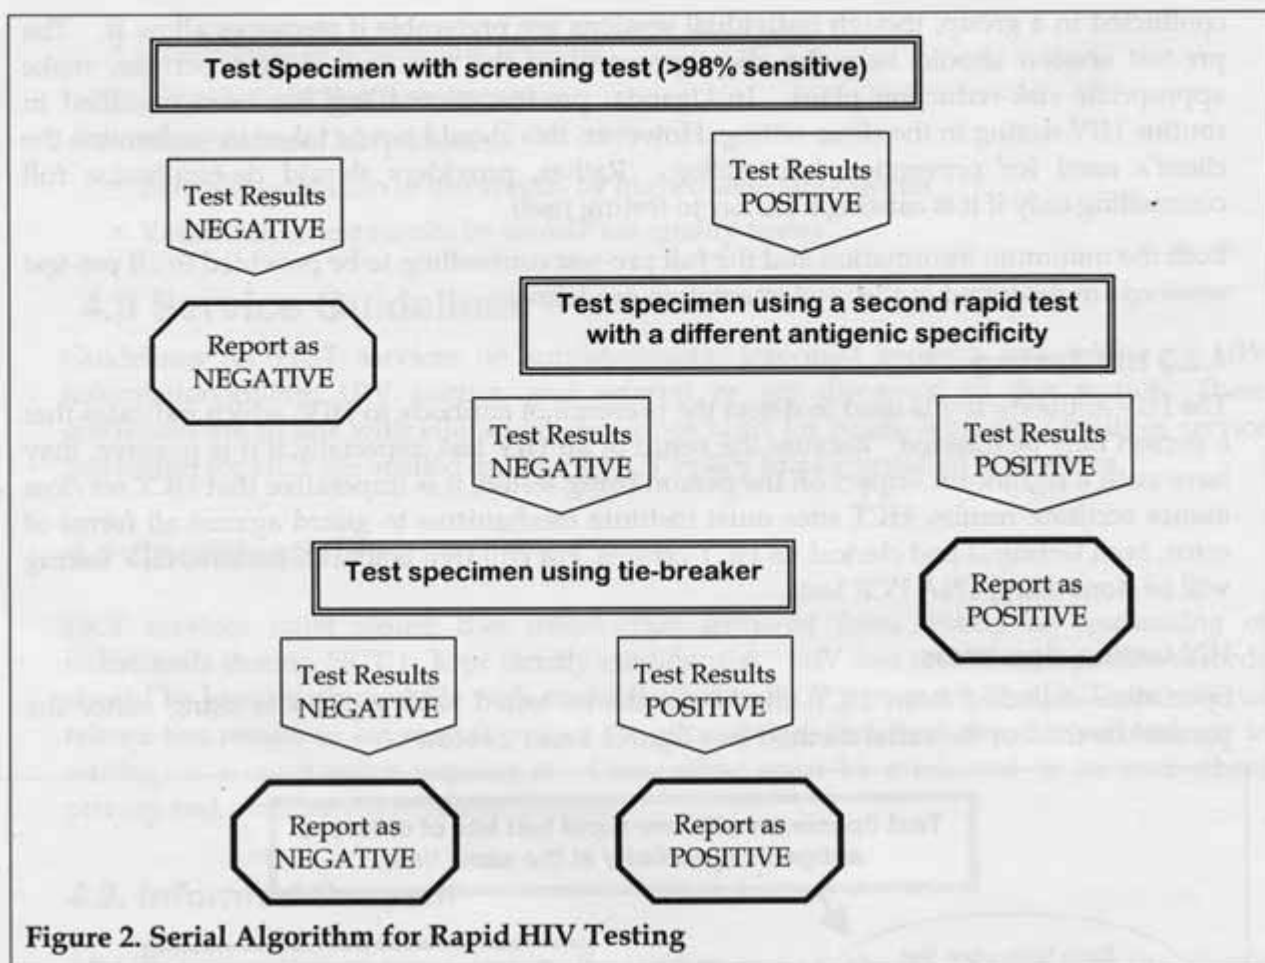 Test Specimen with screening test (>98% sensitive)
Test Results
NEGATIVE
Test Results
POSITIVE
Report as
NEGATIVE
Test specimen using a second rapid test
with a different antigenic specificity
Test Results
NEGATIVE
Test Results
POSITIVE
Test specimen using tie-breaker
Report as
POSITIVE
Test Results
NEGATIVE
Test Results
POSITIVE
Report as
NEGATIVE
Report as
POSITIVE
Figure 2. Serial Algorithm for Rapid HIV Testing